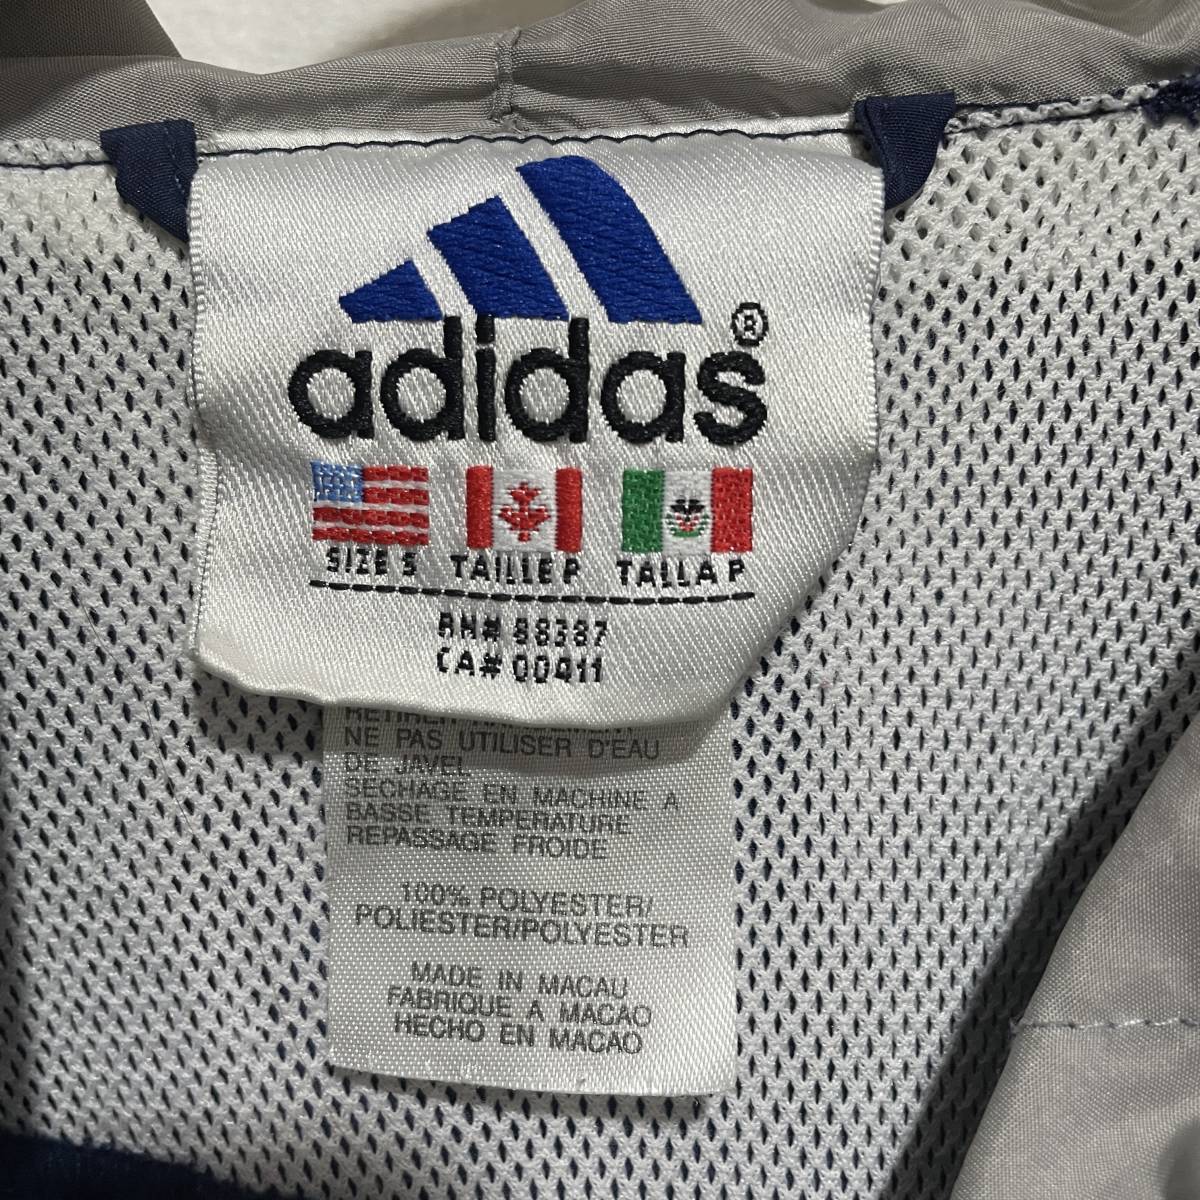 adidas®
SIZE S TAILLE P TALLA P
RN# 88387
CA# 00411
NE PAS UTILISER D'EAU
DE JAVEL
SECHAGE EN MACHINE A
BASSE TEMPERATURE
REPASSAGE FROIDE
100% POLYESTER/
POLIESTER/POLYESTER
MADE IN MACAU
FABRIQUE A MACAO
HECHO EN MACAO